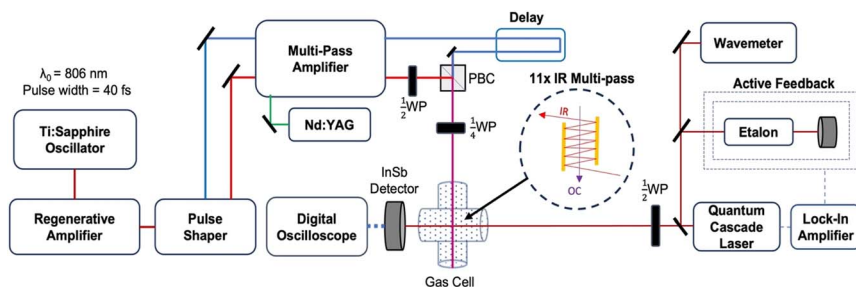 Delay
Multi-Pass
Amplifier
PBC
Wavemeter
λ₀ = 806 nm
Pulse width = 40 fs
½WP
11x IR Multi-pass
Active Feedback
Nd:YAG
¼WP
IR
Etalon
Ti:Sapphire
Oscillator
InSb
Detector
OC
½WP
Regenerative
Amplifier
Pulse
Shaper
Digital
Oscilloscope
Quantum
Cascade
Laser
Lock-In
Amplifier
Gas Cell